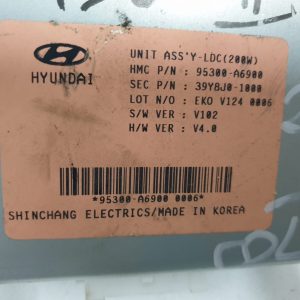 UNIT ASS'Y-LDC(200W)
HYUNDAI
HMC P/N : 95300-A6900
SEC P/N : 39YBJ0-1000
LOT N/O : EKO V124 0006
S/W VER : V102
H/W VER : V4.0
*95300-A6900 0006*
SHINCHANG ELECTRICS/MADE IN KOREA